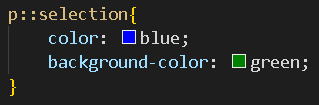 p::selection{
    color: blue;
    background-color: green;
}